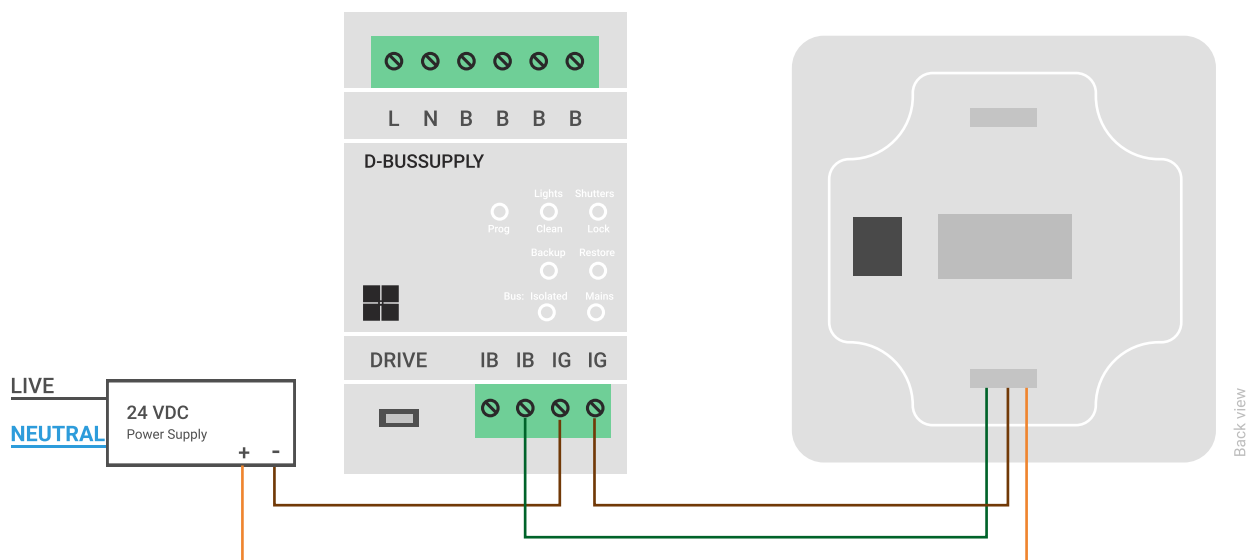 L N B B B B
D-BUSSUPPLY
Lights Shutters
Prog Clean Lock
Backup Restore
Bus: Isolated Mains
DRIVE IB IB IG IG
LIVE
NEUTRAL
24 VDC
Power Supply
+ -
Back view